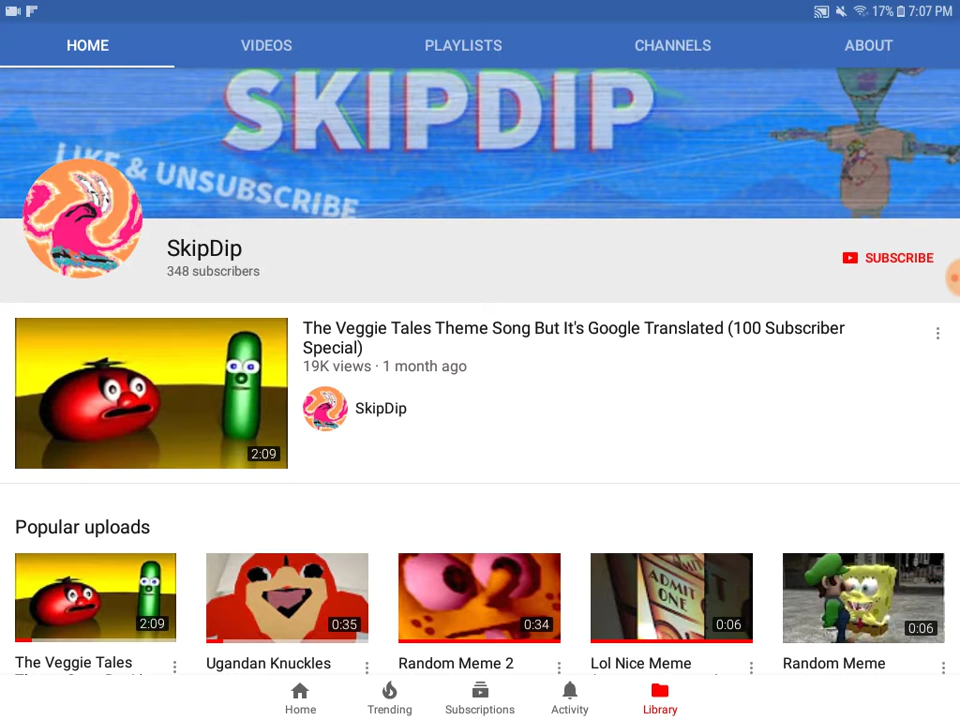 17% 7:07 PM
HOME VIDEOS PLAYLISTS CHANNELS ABOUT
SKIPDIP
LIKE & UNSUBSCRIBE
SkipDip
348 subscribers
SUBSCRIBE
The Veggie Tales Theme Song But It's Google Translated (100 Subscriber
Special)
19K views · 1 month ago
SkipDip
2:09
Popular uploads
ADMIT
ONE
2:09 0:35 0:34 0:06 0:06
The Veggie Tales Ugandan Knuckles Random Meme 2 Lol Nice Meme Random Meme
Home Trending Subscriptions Activity Library